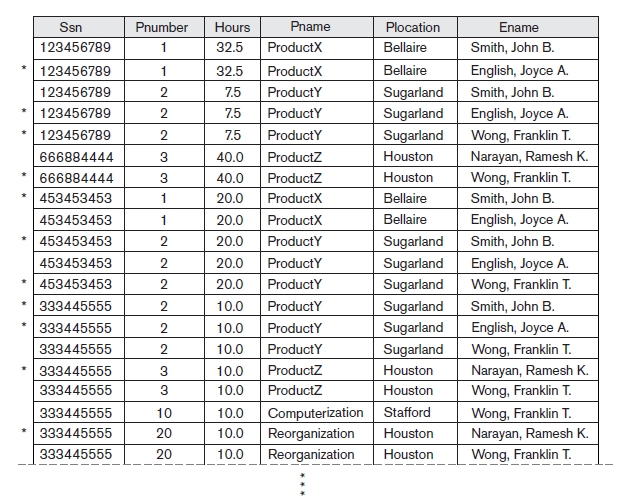 Ssn Pnumber Hours Pname Plocation Ename
123456789 1 32.5 ProductX Bellaire Smith, John B.
* 123456789 1 32.5 ProductX Bellaire English, Joyce A.
123456789 2 7.5 ProductY Sugarland Smith, John B.
* 123456789 2 7.5 ProductY Sugarland English, Joyce A.
* 123456789 2 7.5 ProductY Sugarland Wong, Franklin T.
666884444 3 40.0 ProductZ Houston Narayan, Ramesh K.
* 666884444 3 40.0 ProductZ Houston Wong, Franklin T.
* 453453453 1 20.0 ProductX Bellaire Smith, John B.
453453453 1 20.0 ProductX Bellaire English, Joyce A.
* 453453453 2 20.0 ProductY Sugarland Smith, John B.
453453453 2 20.0 ProductY Sugarland English, Joyce A.
* 453453453 2 20.0 ProductY Sugarland Wong, Franklin T.
* 333445555 2 10.0 ProductY Sugarland Smith, John B.
* 333445555 2 10.0 ProductY Sugarland English, Joyce A.
333445555 2 10.0 ProductY Sugarland Wong, Franklin T.
* 333445555 3 10.0 ProductZ Houston Narayan, Ramesh K.
333445555 3 10.0 ProductZ Houston Wong, Franklin T.
333445555 10 10.0 Computerization Stafford Wong, Franklin T.
* 333445555 20 10.0 Reorganization Houston Narayan, Ramesh K.
333445555 20 10.0 Reorganization Houston Wong, Franklin T.
*
*
*